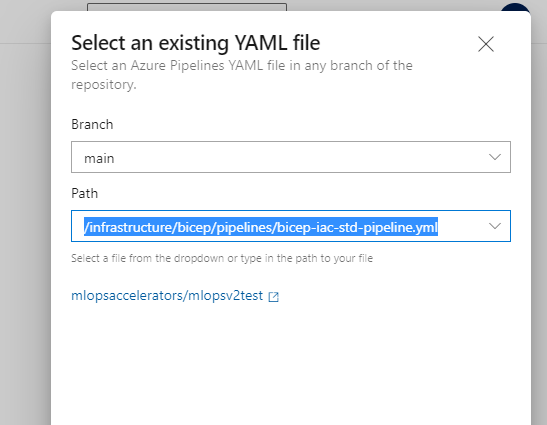 Select an existing YAML file
Select an Azure Pipelines YAML file in any branch of the
repository.
Branch
main
Path
/infrastructure/bicep/pipelines/bicep-iac-std-pipeline.yml
Select a file from the dropdown or type in the path to your file
mlopsaccelerators/mlopsv2test